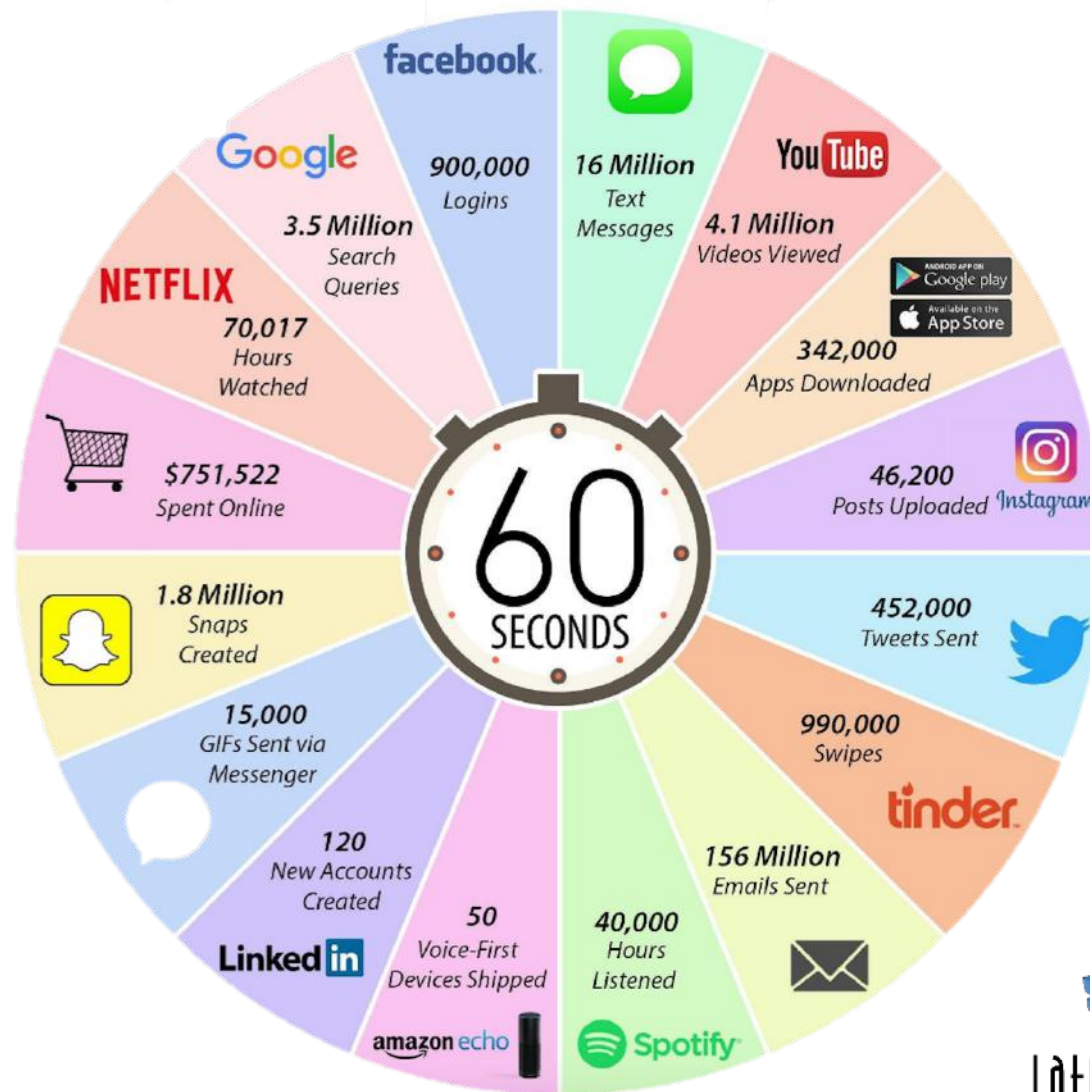 facebook
900,000
Logins
16 Million
Text
Messages
YouTube
4.1 Million
Videos Viewed
ANDROID APP ON
Google play
Available on the
App Store
342,000
Apps Downloaded
46,200
Posts Uploaded
Instagram
452,000
Tweets Sent
990,000
Swipes
tinder
156 Million
Emails Sent
40,000
Hours
Listened
Spotify
50
Voice-First
Devices Shipped
amazon echo
120
New Accounts
Created
Linked in
15,000
GIFs Sent via
Messenger
1.8 Million
Snaps
Created
$751,522
Spent Online
NETFLIX
70,017
Hours
Watched
Google
3.5 Million
Search
Queries
60
SECONDS